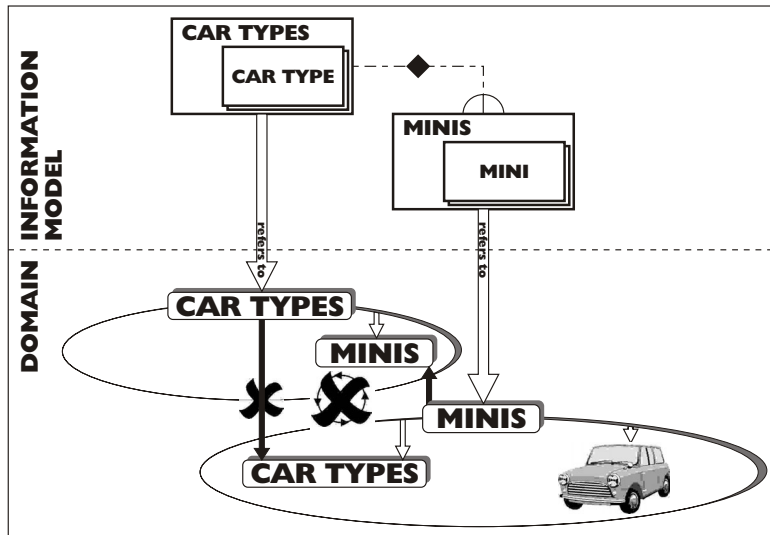 CAR TYPES
CAR TYPE
MINIS
MINI
INFORMATION
MODEL
refers to
refers to
DOMAIN
CAR TYPES
MINIS
MINIS
CAR TYPES